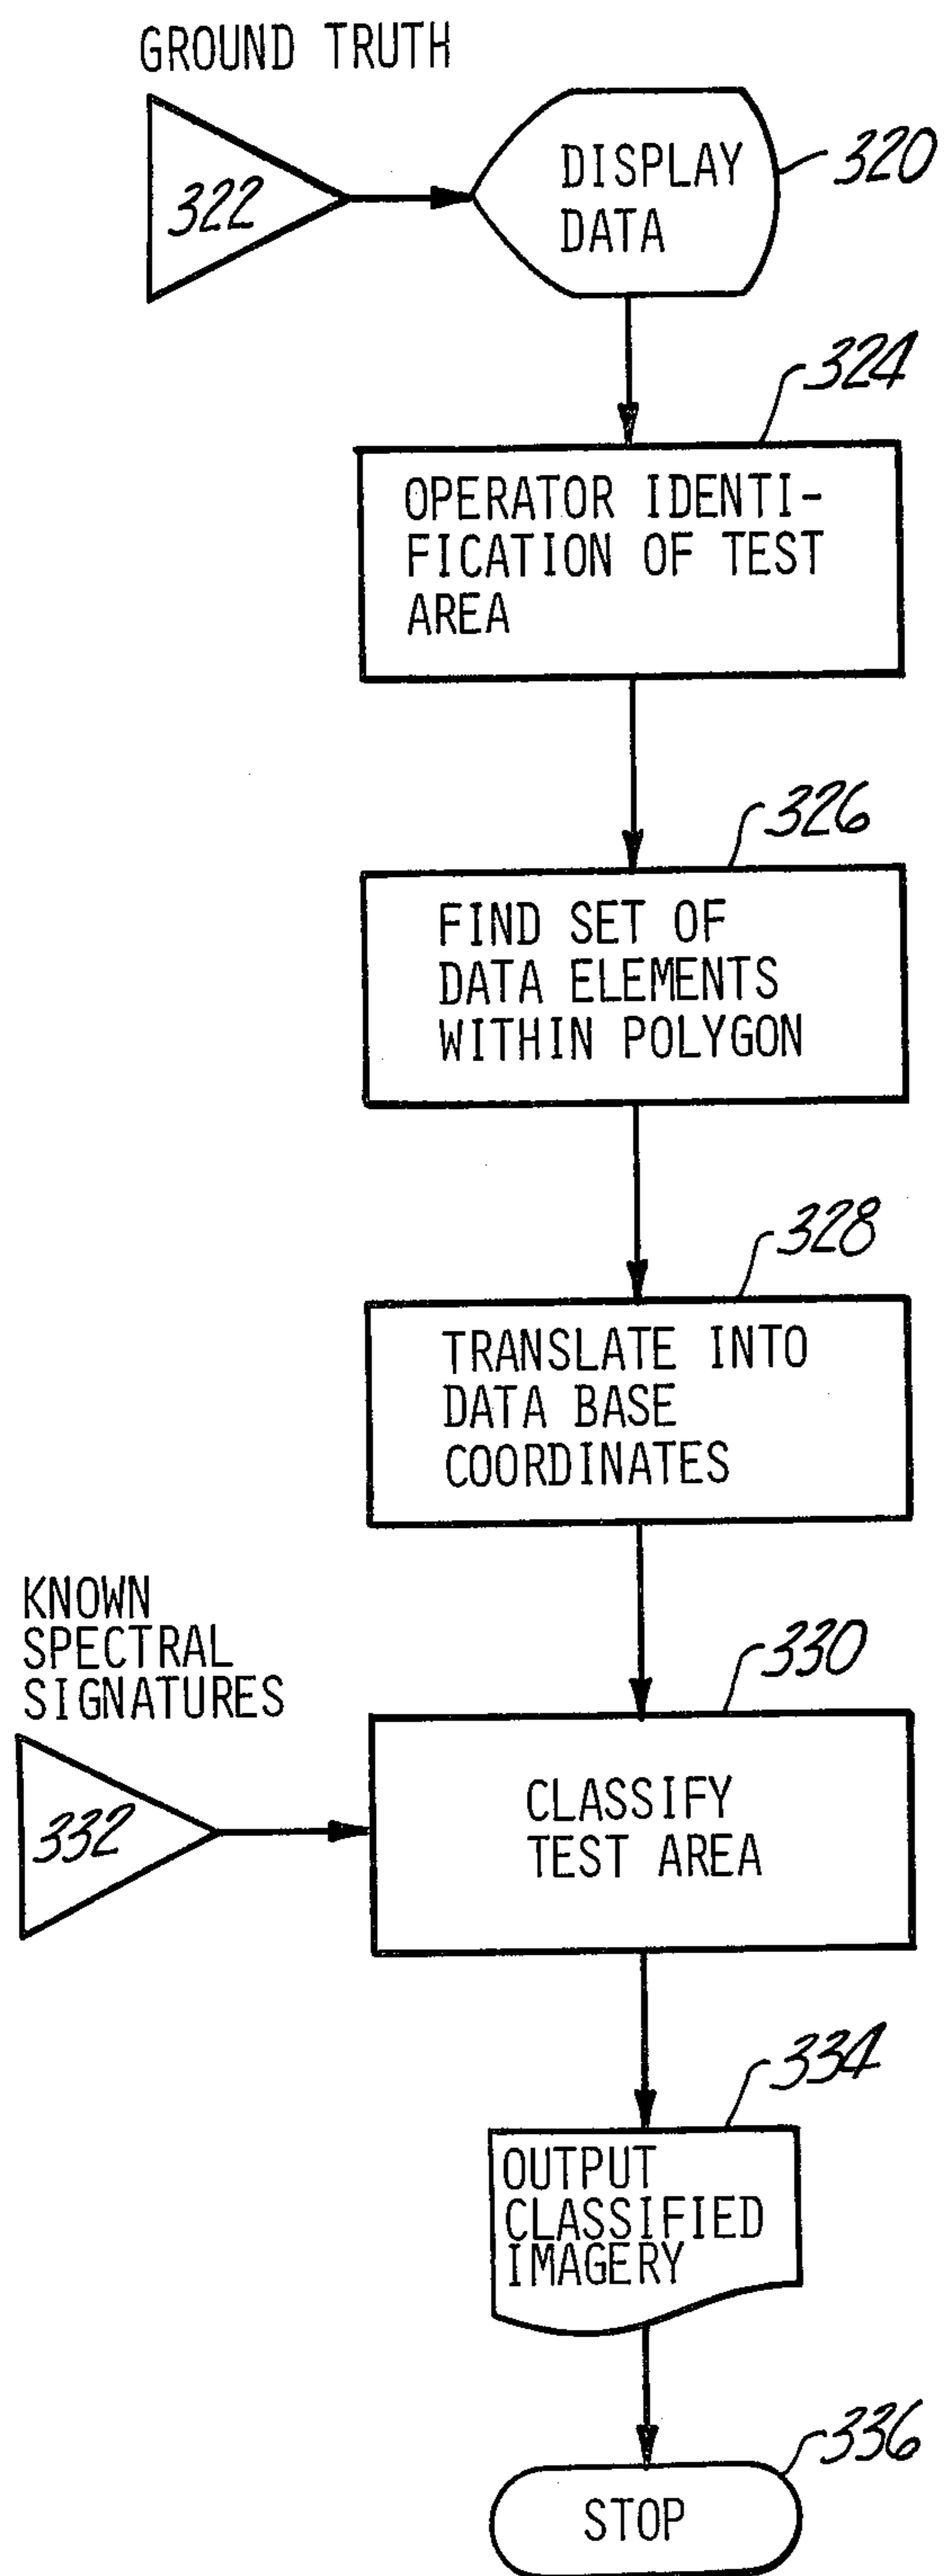 GROUND TRUTH
322
DISPLAY
DATA
320
324
OPERATOR IDENTI-
FICATION OF TEST
AREA
326
FIND SET OF
DATA ELEMENTS
WITHIN POLYGON
328
TRANSLATE INTO
DATA BASE
COORDINATES
KNOWN
SPECTRAL
SIGNATURES
330
332
CLASSIFY
TEST AREA
334
OUTPUT
CLASSIFIED
IMAGERY
336
STOP